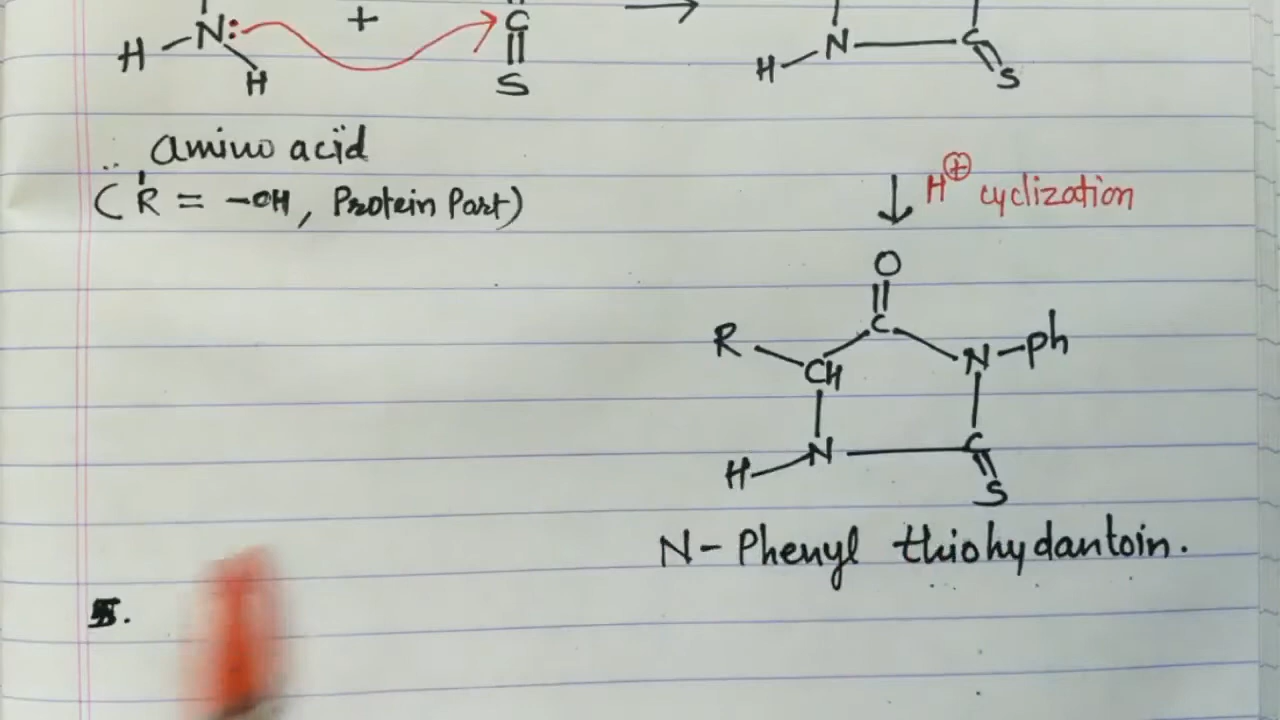 N: + C → N C
H H S H S
amino acid
(R̈' = -OH, Protein Part)
↓ H⊕ cyclization
O
C
R CH N-Ph
H N C
S
N- Phenyl thiohydantoin.
5.